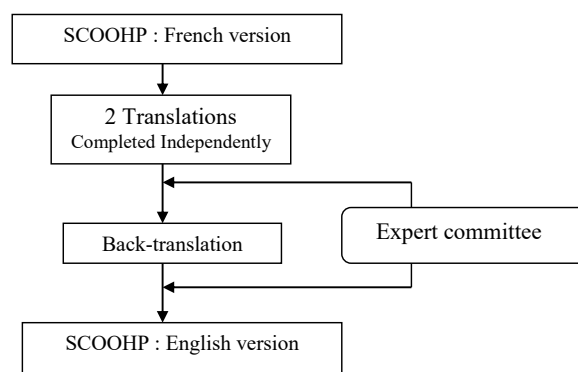 SCOOHP : French version
2 Translations
Completed Independently
Expert committee
Back-translation
SCOOHP : English version